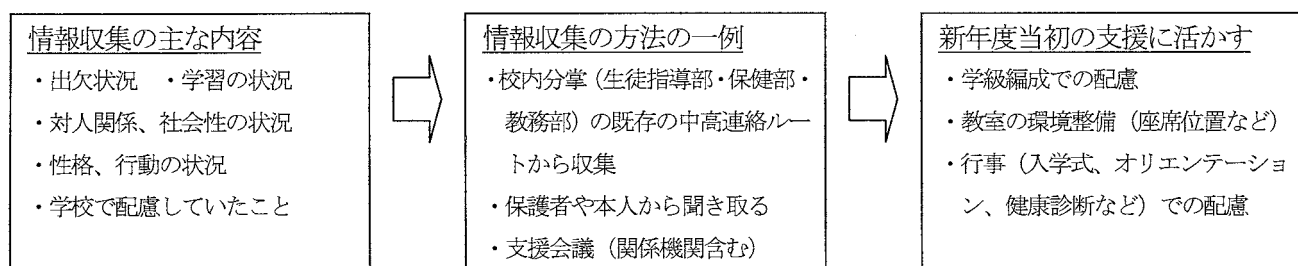 情報収集の主な内容
・出欠状況　・学習の状況
・対人関係、社会性の状況
・性格、行動の状況
・学校で配慮していたこと
情報収集の方法の一例
・校内分掌（生徒指導部・保健部・
教務部）の既存の中高連絡ルー
トから収集
・保護者や本人から聞き取る
・支援会議（関係機関含む）
新年度当初の支援に活かす
・学級編成での配慮
・教室の環境整備（座席位置など）
・行事（入学式、オリエンテーショ
ン、健康診断など）での配慮